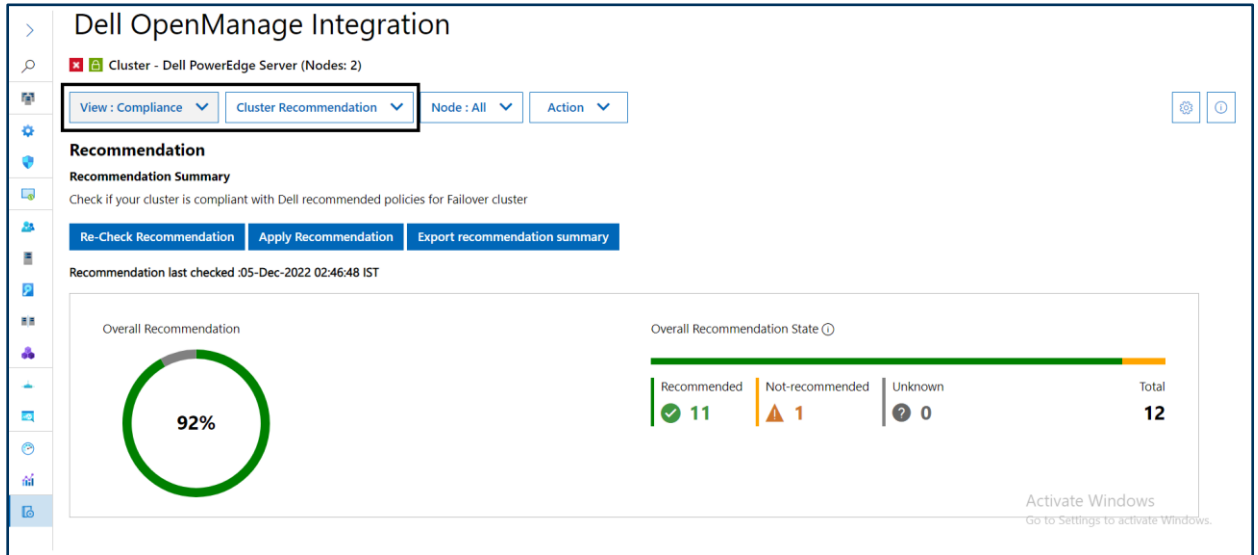 Dell OpenManage Integration
Cluster - Dell PowerEdge Server (Nodes: 2)
View : Compliance Cluster Recommendation Node : All Action
Recommendation
Recommendation Summary
Check if your cluster is compliant with Dell recommended policies for Failover cluster
Re-Check Recommendation Apply Recommendation Export recommendation summary
Recommendation last checked :05-Dec-2022 02:46:48 IST
Overall Recommendation
92%
Overall Recommendation State
Recommended Not-recommended Unknown Total
11 1 0 12
Activate Windows
Go to Settings to activate Windows.